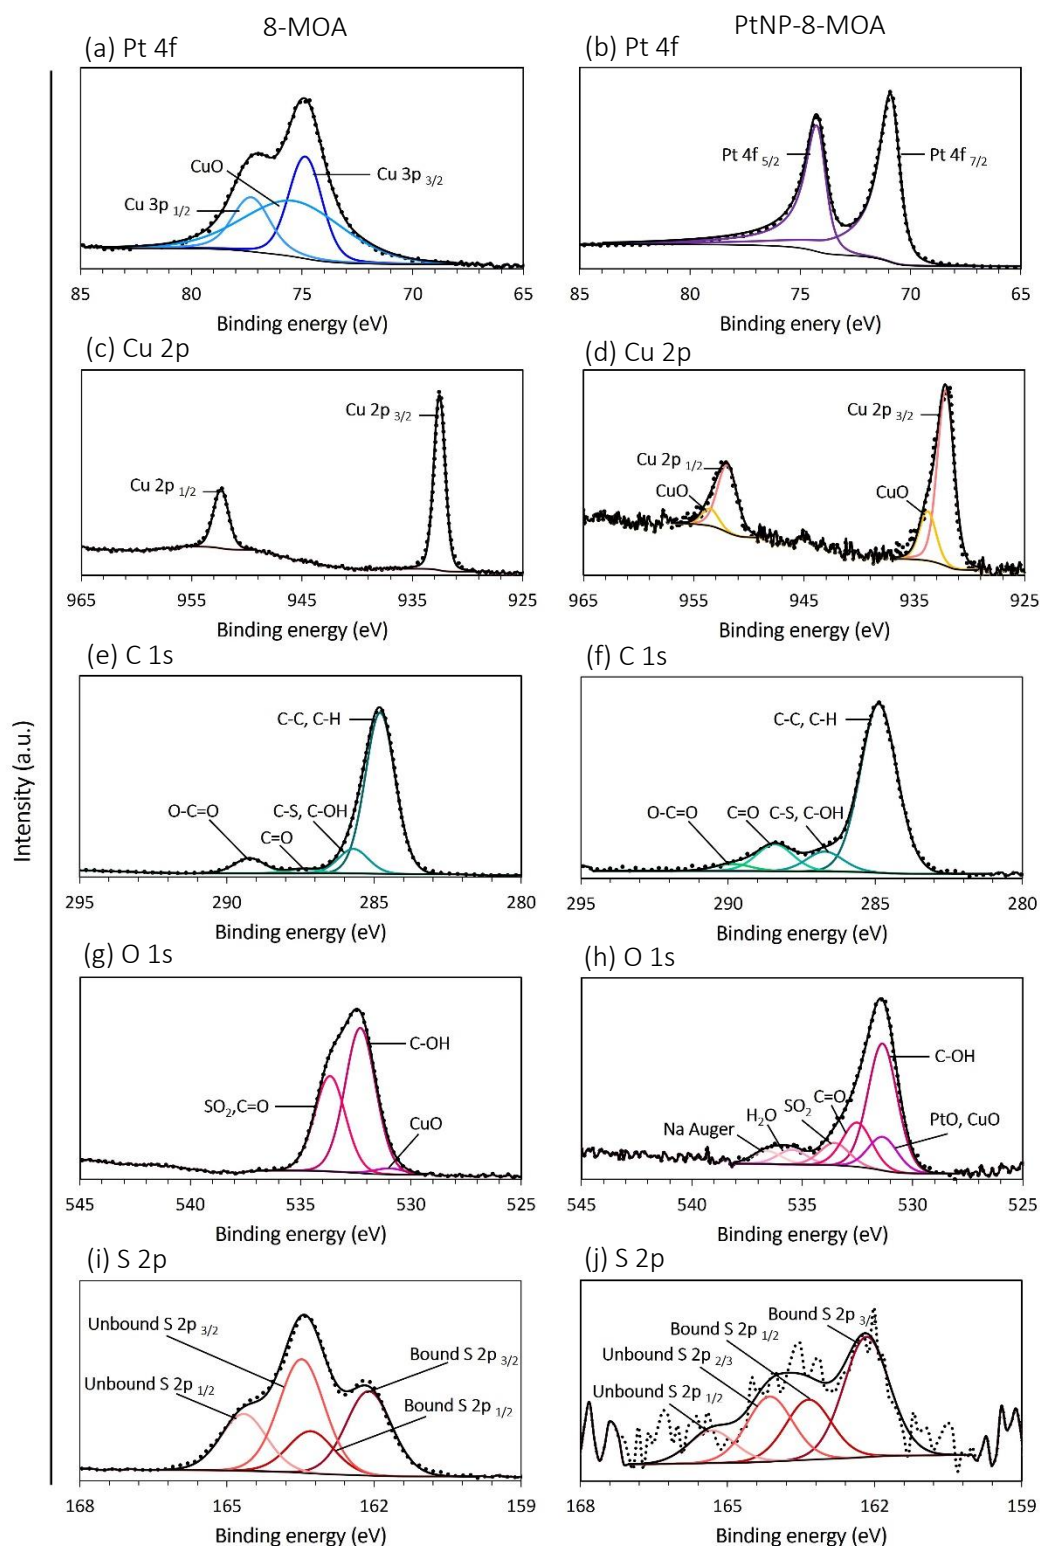 8-MOA
PtNP-8-MOA
(a) Pt 4f
(b) Pt 4f
CuO
Cu 3p 3/2
Cu 3p 1/2
Pt 4f 5/2
Pt 4f 7/2
85 80 75 70 65
85 80 75 70 65
Binding energy (eV)
Binding enery (eV)
(c) Cu 2p
(d) Cu 2p
Cu 2p 3/2
Cu 2p 1/2
Cu 2p 3/2
Cu 2p 1/2
CuO
CuO
965 955 945 935 925
965 955 945 935 925
Binding energy (eV)
Binding energy (eV)
(e) C 1s
(f) C 1s
C-C, C-H
O-C=O
C-S, C-OH
C=O
C-C, C-H
O-C=O
C=O
C-S, C-OH
295 290 285 280
295 290 285 280
Binding energy (eV)
Binding energy (eV)
Intensity (a.u.)
(g) O 1s
(h) O 1s
C-OH
SO2,C=O
CuO
C-OH
C=O
SO2
H2O
Na Auger
PtO, CuO
545 540 535 530 525
545 540 535 530 525
Binding energy (eV)
Binding energy (eV)
(i) S 2p
(j) S 2p
Unbound S 2p 3/2
Unbound S 2p 1/2
Bound S 2p 3/2
Bound S 2p 1/2
Bound S 2p 3/2
Bound S 2p 1/2
Unbound S 2p 2/3
Unbound S 2p 1/2
168 165 162 159
168 165 162 159
Binding energy (eV)
Binding energy (eV)